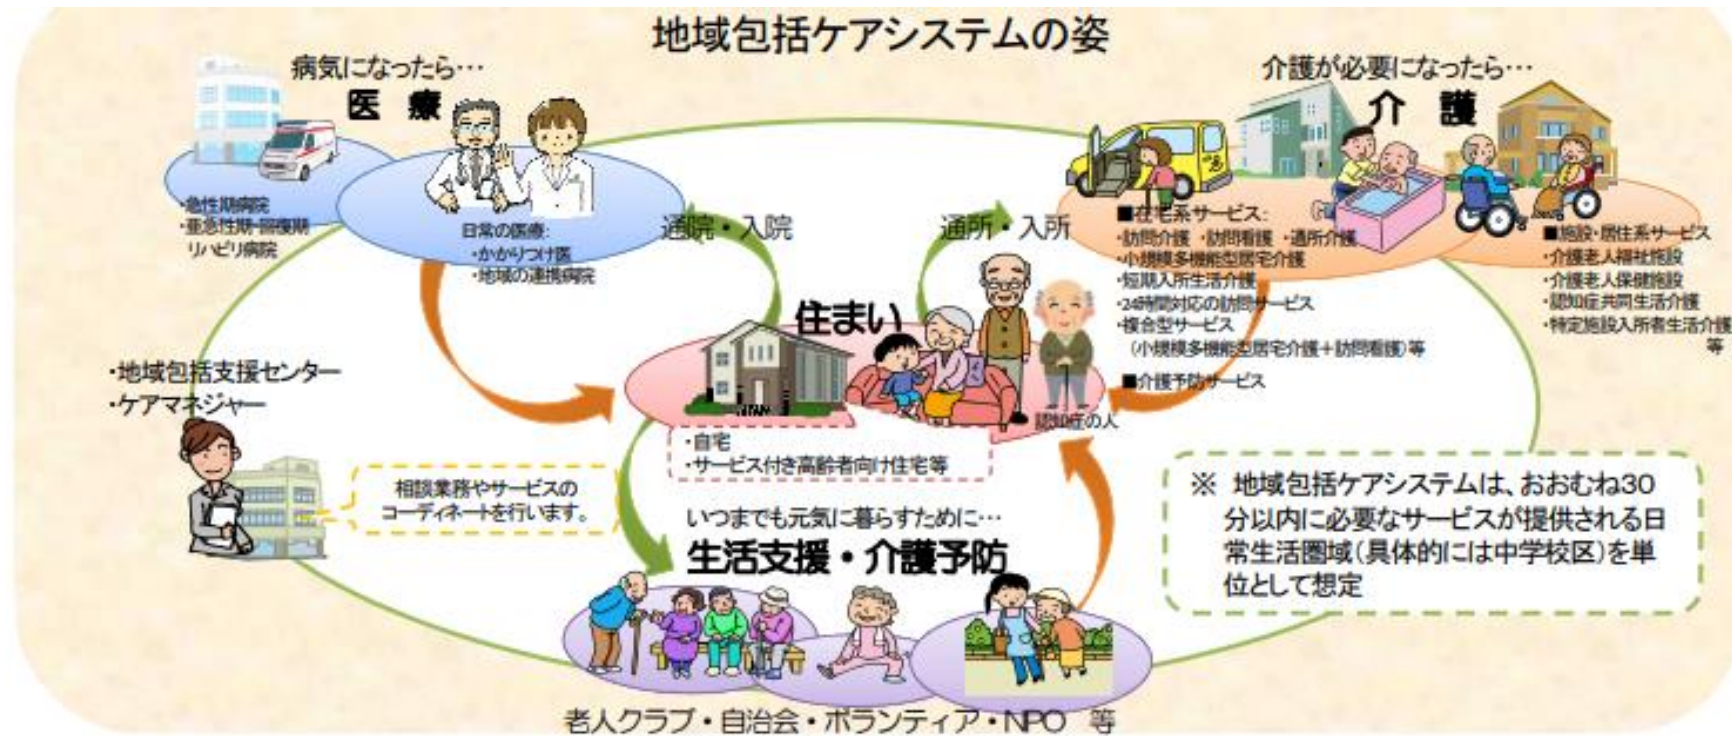 地域包括ケアシステムの姿
病気になったら…
医 療
・急性期病院
・亜急性期・回復期
リハビリ病院
日常の医療:
・かかりつけ医
・地域の連携病院
通院・入院
通所・入所
介護が必要になったら…
介 護
■在宅系サービス:
・訪問介護 ・訪問看護 ・通所介護
・小規模多機能型居宅介護
・短期入所生活介護
・24時間対応の訪問サービス
・複合型サービス
(小規模多機能型居宅介護+訪問看護)等
■介護予防サービス
■施設・居住系サービス
・介護老人福祉施設
・介護老人保健施設
・認知症共同生活介護
・特定施設入所者生活介護
等
住まい
認知症の人
・自宅
・サービス付き高齢者向け住宅等
・地域包括支援センター
・ケアマネジャー
相談業務やサービスの
コーディネートを行います。
いつまでも元気に暮らすために…
生活支援・介護予防
老人クラブ・自治会・ボランティア・NPO 等
※ 地域包括ケアシステムは、おおむね30
分以内に必要なサービスが提供される日
常生活圏域(具体的には中学校区)を単
位として想定